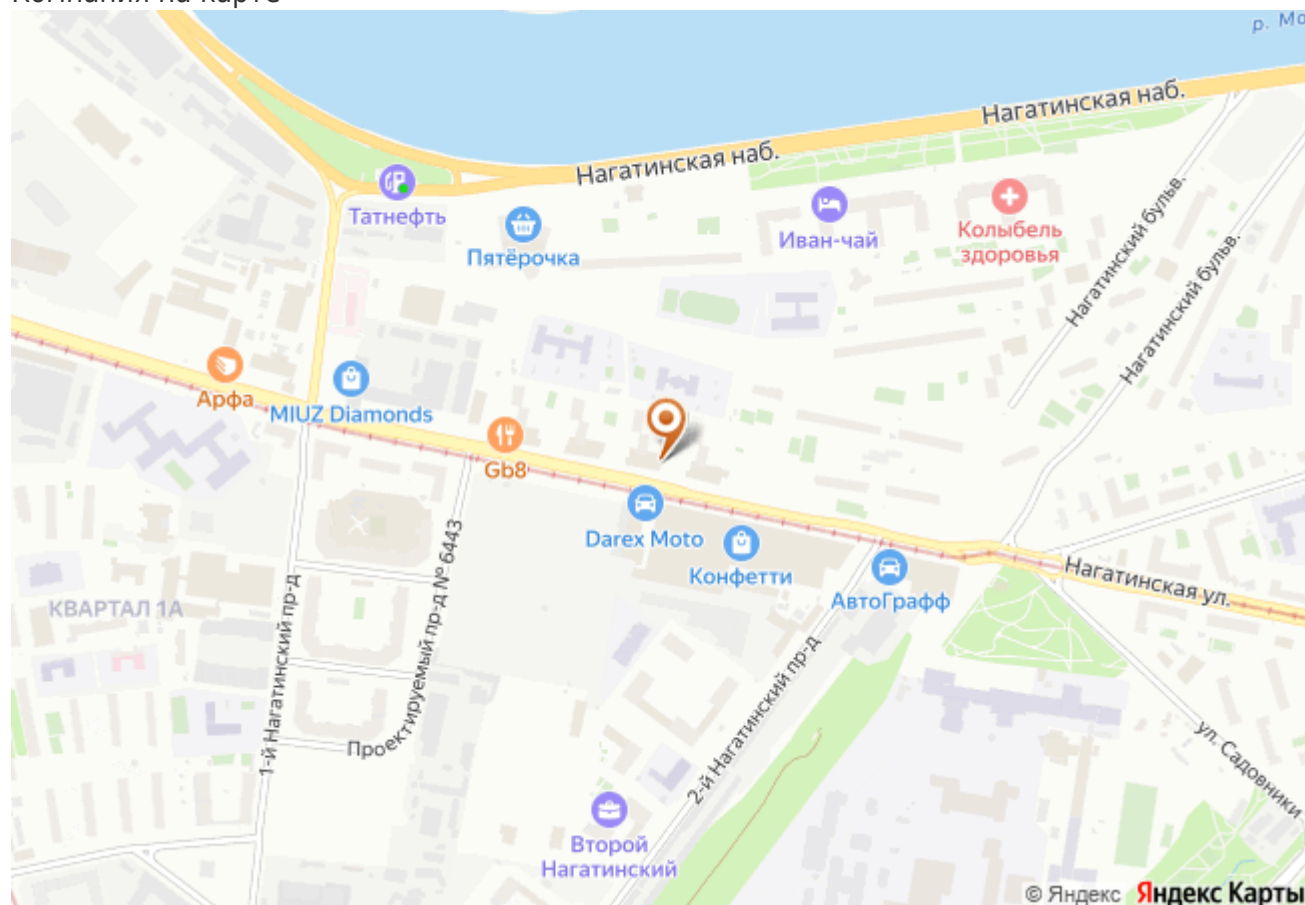 р. Мо
Нагатинская наб.
Нагатинская наб.
Татнефть
Пятёрочка
Иван-чай
Колыбель
здоровья
Нагатинский бульв.
Нагатинский бульв.
Арфа
MIUZ Diamonds
Gb8
Darex Moto
Конфетти
АвтоГрафф
Нагатинская ул.
КВАРТАЛ 1А
1-й Нагатинский пр-д
Проектируемый пр-д № 6443
2-й Нагатинский пр-д
ул. Садовники
Второй
Нагатинский
© Яндекс Яндекс Карты